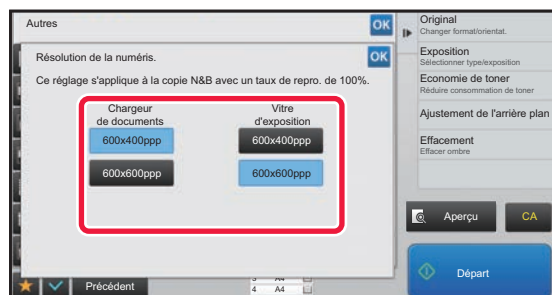 Autres
OK
Résolution de la numéris.
OK
Ce réglage s'applique à la copie N&B avec un taux de repro. de 100%.
Chargeur
de documents
Vitre
d'exposition
600x400ppp
600x400ppp
600x600ppp
600x600ppp
Précédent
A4
4 A4
Original
Changer format/orientat.
Exposition
Sélectionner type/exposition
Economie de toner
Réduire consommation de toner
Ajustement de l'arrière plan
Effacement
Effacer ombre
Aperçu
CA
Départ